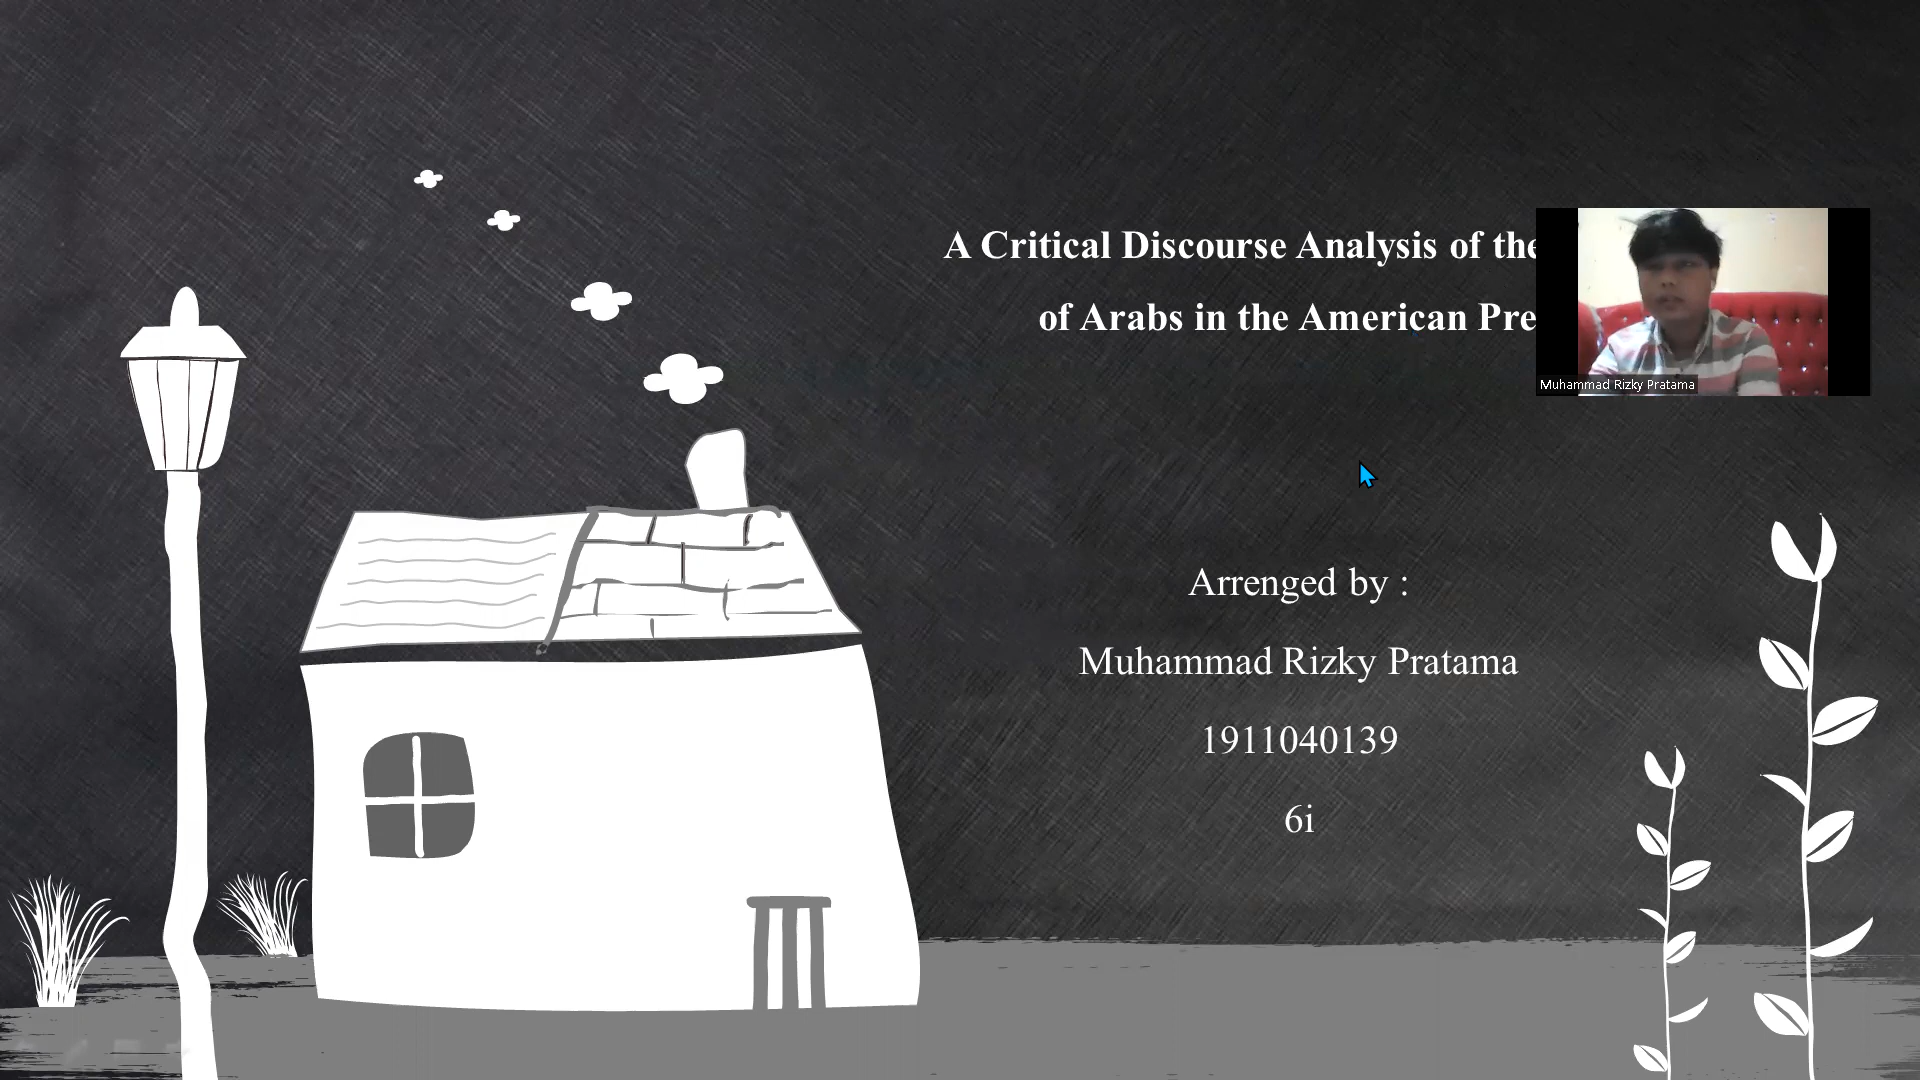 A Critical Discourse Analysis of the
of Arabs in the American
Muhammad Rizky Pratama
Arrenged by :
Muhammad Rizky Pratama
1911040139
6i